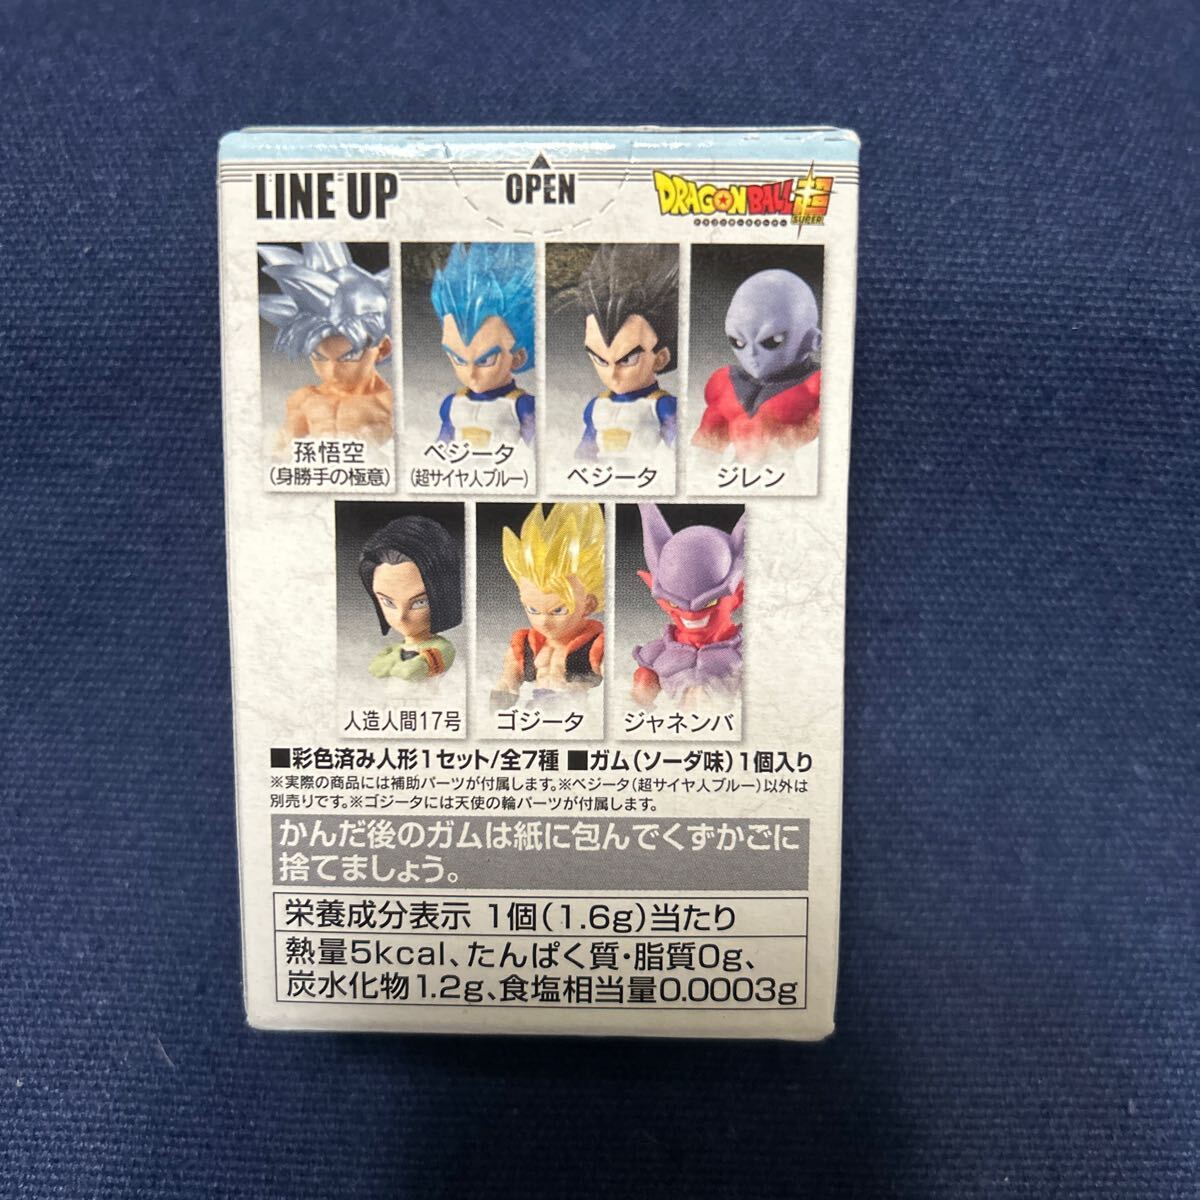 LINE UP
OPEN
DRAGON BALL超
SUPER
孫悟空
(身勝手の極意)
ベジータ
(超サイヤ人ブルー)
ベジータ
ジレン
人造人間17号
ゴジータ
ジャネンバ
■彩色済み人形1セット/全7種 ■ガム(ソーダ味)1個入り
※実際の商品には補助パーツが付属します。※ベジータ(超サイヤ人ブルー)以外は
別売りです。※ゴジータには天使の輪パーツが付属します。
かんだ後のガムは紙に包んでくずかごに
捨てましょう。
栄養成分表示 1個(1.6g)当たり
熱量5kcal、たんぱく質・脂質0g、
炭水化物1.2g、食塩相当量0.0003g